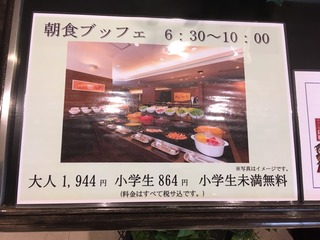 朝食ブッフェ 6：30～10：00
※写真はイメージです。
大人 1,944円 小学生 864円 小学生未満無料
(料金はすべて税サ込です。)